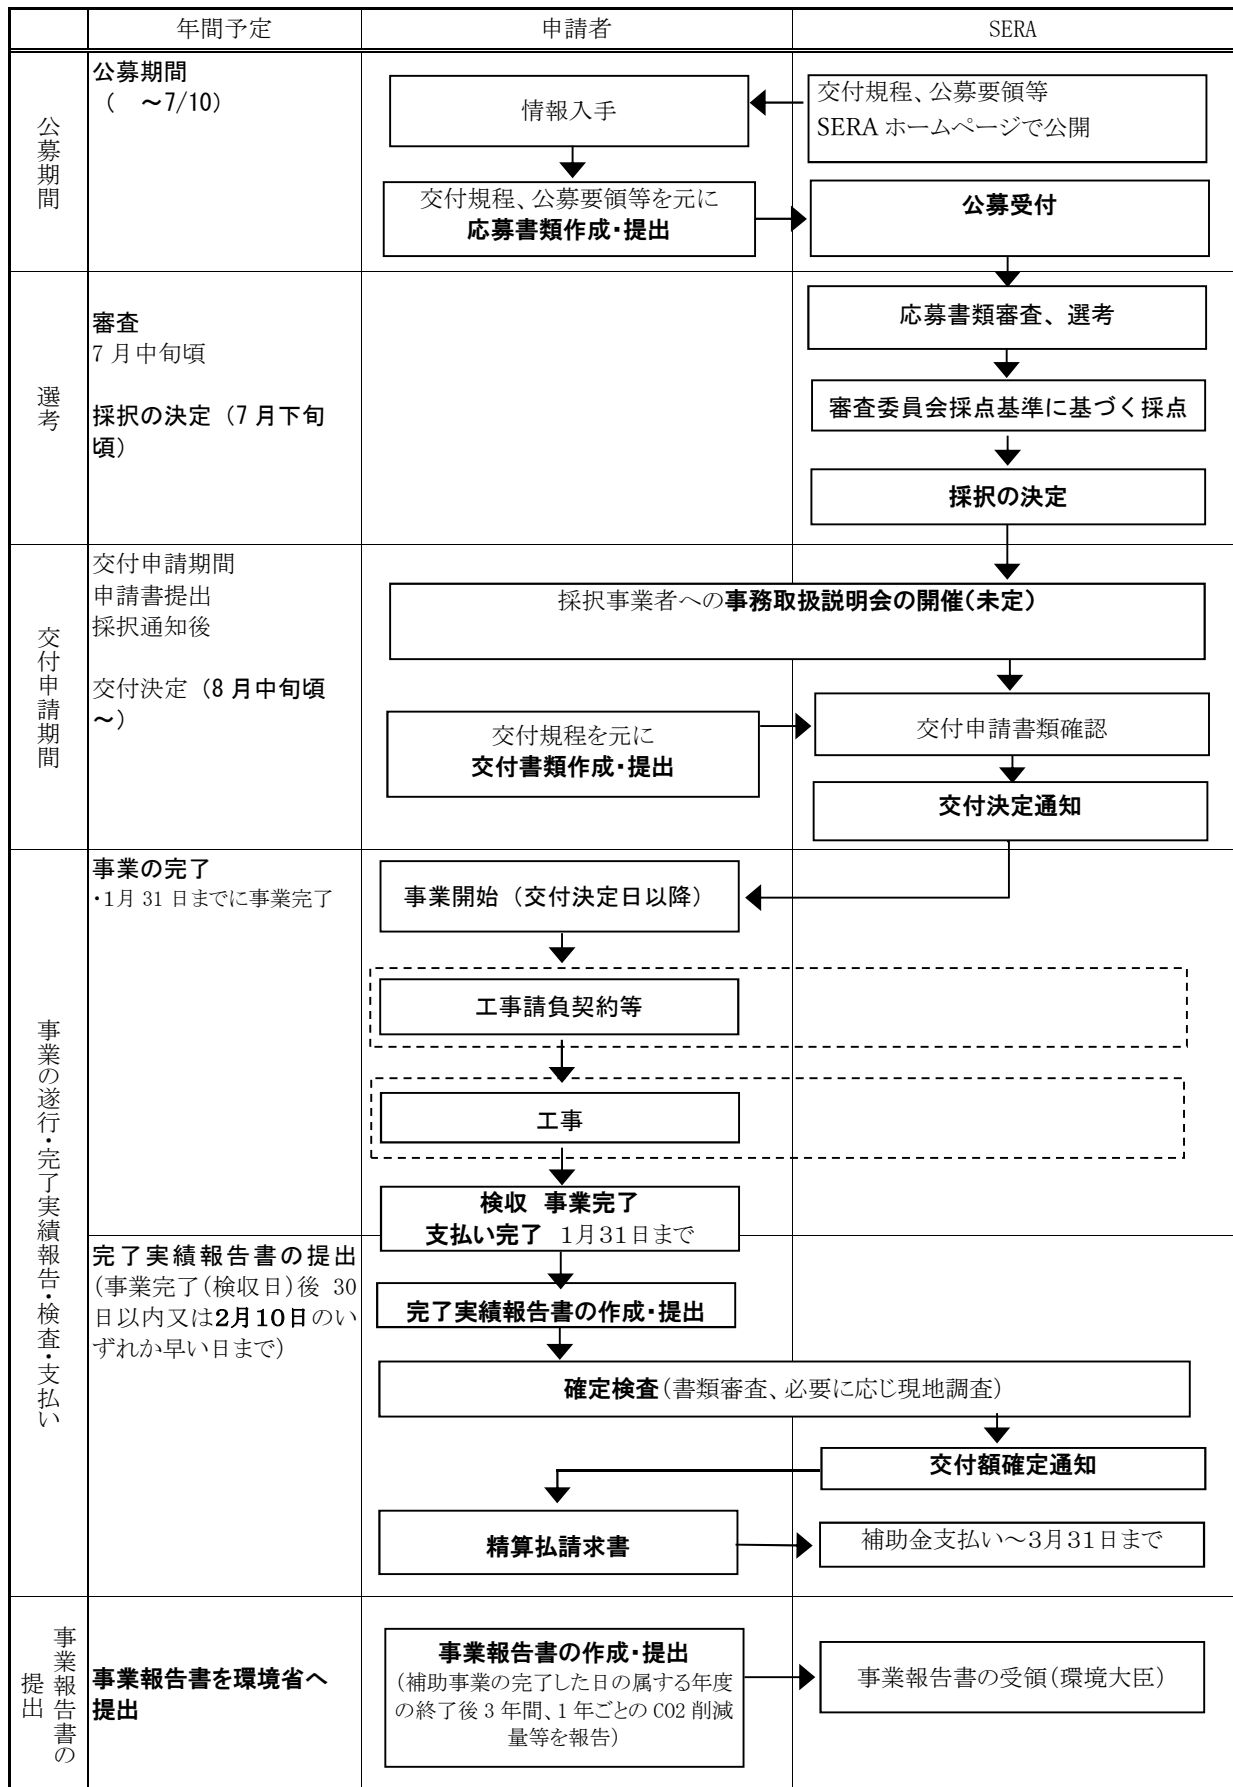 年間予定
申請者
SERA
公募期間
公募期間
（　～7/10）
情報入手
交付規程、公募要領等
SERA ホームページで公開
交付規程、公募要領等を元に
応募書類作成・提出
公募受付
選考
審査
7 月中旬頃
採択の決定（7 月下旬
頃）
応募書類審査、選考
審査委員会採点基準に基づく採点
採択の決定
交付申請期間
交付申請期間
申請書提出
採択通知後
交付決定（8 月中旬頃
～）
採択事業者への事務取扱説明会の開催（未定）
交付規程を元に
交付書類作成・提出
交付申請書類確認
交付決定通知
事業の遂行・完了実績報告・検査・支払い
事業の完了
・1月 31 日までに事業完了
事業開始（交付決定日以降）
工事請負契約等
工事
検収　事業完了
支払い完了　1月31日まで
完了実績報告書の提出
（事業完了（検収日）後 30
日以内又は2月10日のい
ずれか早い日まで）
完了実績報告書の作成・提出
確定検査（書類審査、必要に応じ現地調査）
交付額確定通知
精算払請求書
補助金支払い～3月31日まで
事業報告書の
提出
事業報告書を環境省へ
提出
事業報告書の作成・提出
（補助事業の完了した日の属する年度
の終了後 3 年間、1 年ごとの CO2 削減
量等を報告）
事業報告書の受領（環境大臣）